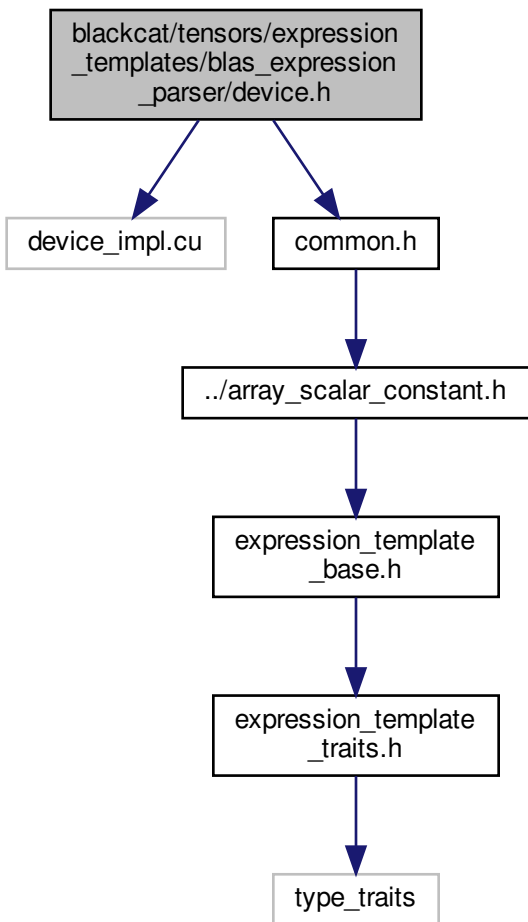 blackcat/tensors/expression
_templates/blas_expression
_parser/device.h
device_impl.cu
common.h
../array_scalar_constant.h
expression_template
_base.h
expression_template
_traits.h
type_traits